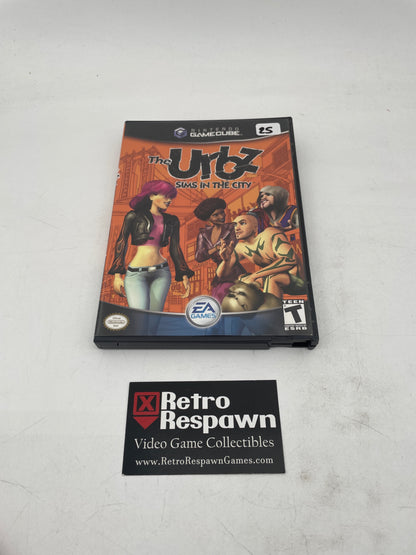 NINTENDO
GAMECUBE
25
The Urbz
SIMS IN THE CITY
EA
GAMES
TEEN
T
ESRB
Nintendo
X Retro
Respawn
Video Game Collectibles
www.RetroRespawnGames.com